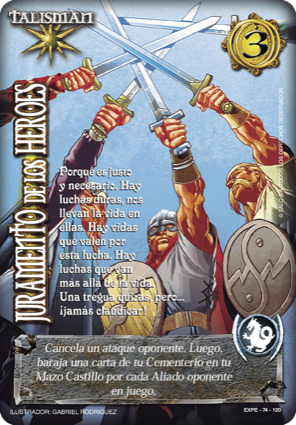 TALISMAN
3
JURAMENTO DE LOS HEROES
Porque es justo
y necesario. Hay
luchas duras, nos
llevan la vida en
ellas. Hay vidas
que valen por
esta lucha. Hay
luchas que van
más allá de la vida.
Una tregua quizás, pero...
¡jamás claudicar!
Cancela un ataque oponente. Luego,
baraja una carta de tu Cementerio en tu
Mazo Castillo por cada Aliado oponente
en juego.
ILUSTRADOR: GABRIEL RODRIGUEZ
EXPE - 74 - 120